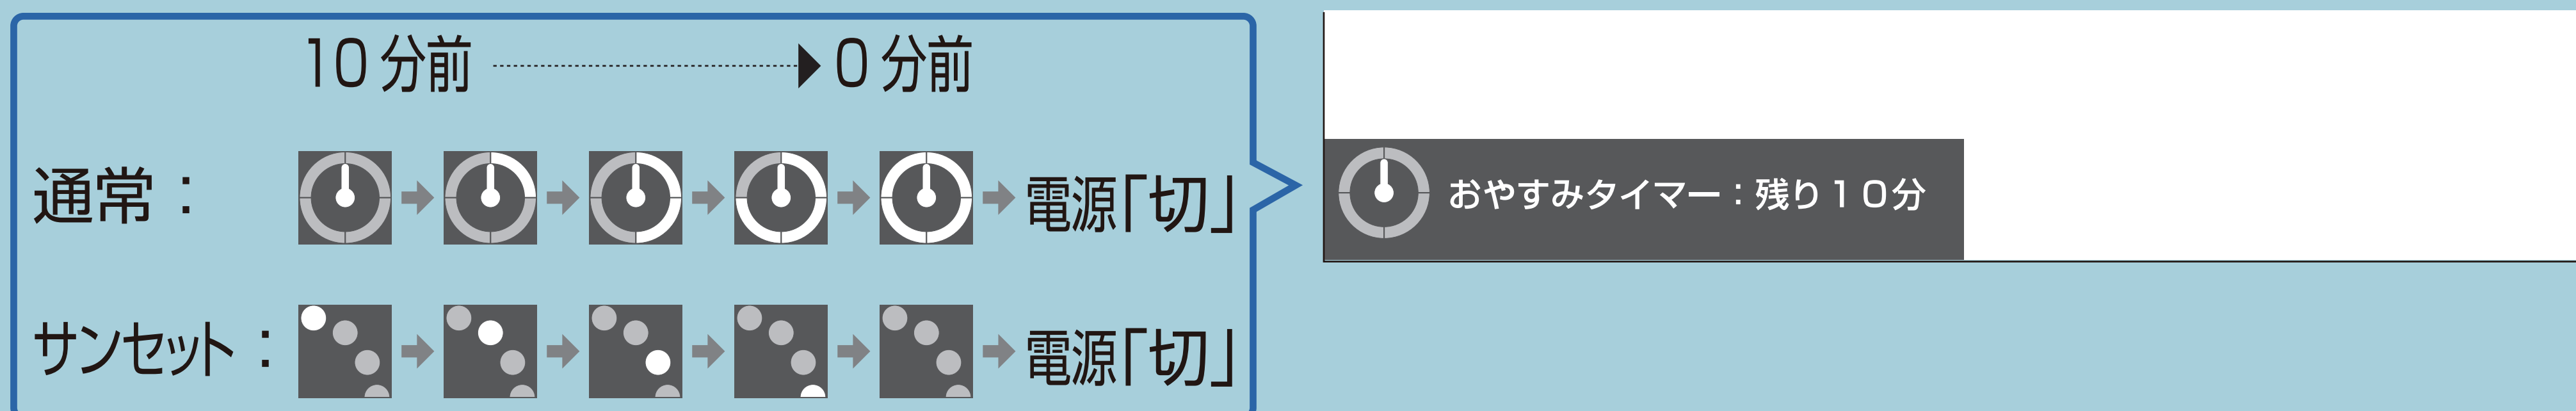 10分前 0分前
通常： 電源「切」
サンセット： 電源「切」
おやすみタイマー：残り１０分